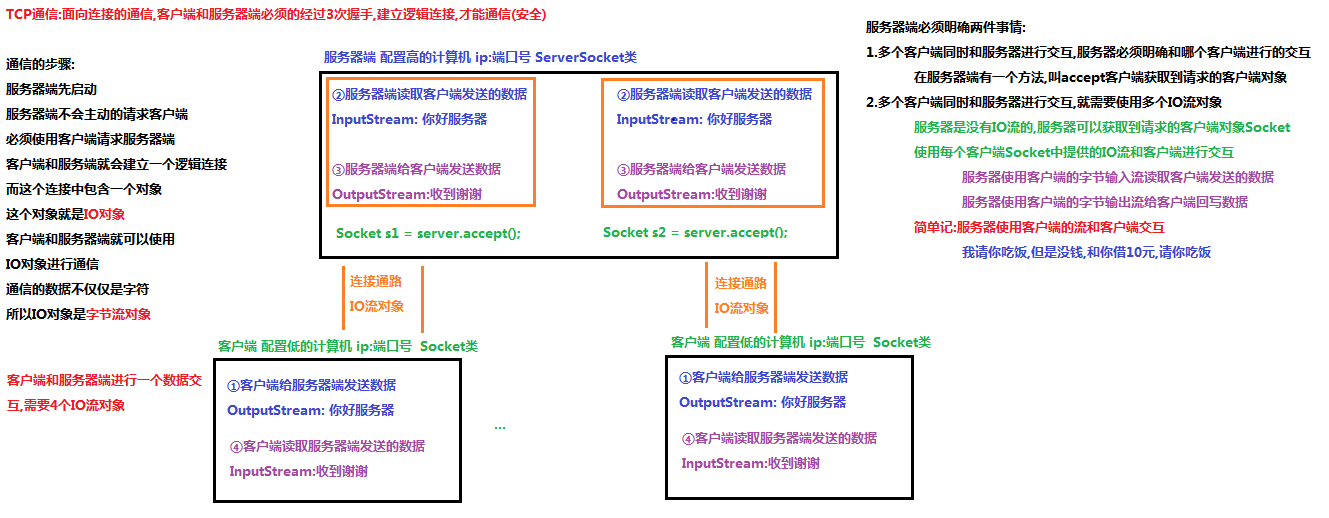 TCP通信:面向连接的通信,客户端和服务器端必须的经过3次握手,建立逻辑连接,才能通信(安全)
通信的步骤:
服务器端先启动
服务器端不会主动的请求客户端
必须使用客户端请求服务器端
客户端和服务端就会建立一个逻辑连接
而这个连接中包含一个对象
这个对象就是IO对象
客户端和服务器端就可以使用
IO对象进行通信
通信的数据不仅仅是字符
所以IO对象是字节流对象
客户端和服务器端进行一个数据交
互,需要4个IO流对象
服务器端 配置高的计算机 ip:端口号 ServerSocket类
②服务器端读取客户端发送的数据
InputStream: 你好服务器
③服务器端给客户端发送数据
OutputStream:收到谢谢
Socket s1 = server.accept();
②服务器端读取客户端发送的数据
InputStream: 你好服务器
③服务器端给客户端发送数据
OutputStream:收到谢谢
Socket s2 = server.accept();
连接通路
IO流对象
连接通路
IO流对象
客户端 配置低的计算机 ip:端口号 Socket类
①客户端给服务器端发送数据
OutputStream: 你好服务器
④客户端读取服务器端发送的数据
InputStream:收到谢谢
...
客户端 配置低的计算机 ip:端口号 Socket类
①客户端给服务器端发送数据
OutputStream: 你好服务器
④客户端读取服务器端发送的数据
InputStream:收到谢谢
服务器端必须明确两件事情:
1.多个客户端同时和服务器进行交互,服务器必须明确和哪个客户端进行的交互
在服务器端有一个方法,叫accept客户端获取到请求的客户端对象
2.多个客户端同时和服务器进行交互,就需要使用多个IO流对象
服务器是没有IO流的,服务器可以获取到请求的客户端对象Socket
使用每个客户端Socket中提供的IO流和客户端进行交互
服务器使用客户端的字节输入流读取客户端发送的数据
服务器使用客户端的字节输出流给客户端回写数据
简单记:服务器使用客户端的流和客户端交互
我请你吃饭,但是没钱,和你借10元,请你吃饭